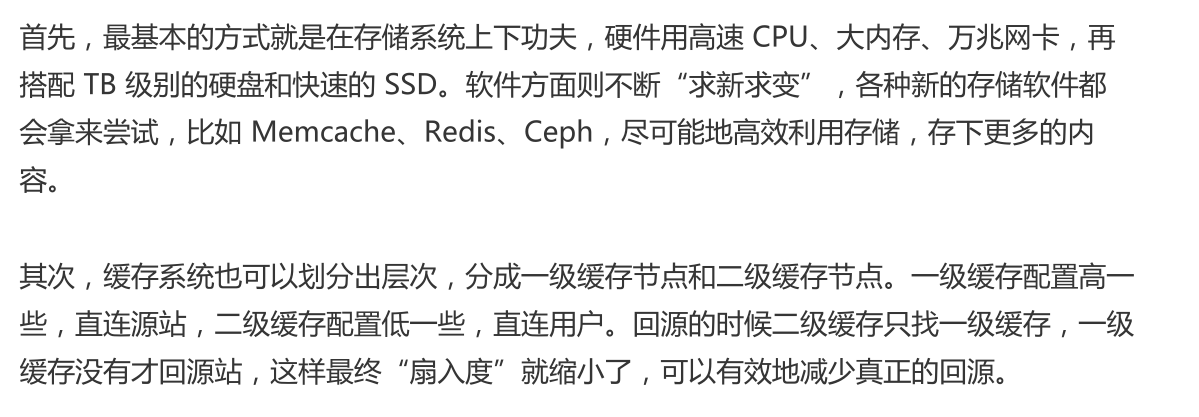 首先，最基本的方式就是在存储系统上下功夫，硬件用高速 CPU、大内存、万兆网卡，再
搭配 TB 级别的硬盘和快速的 SSD。软件方面则不断“求新求变”，各种新的存储软件都
会拿来尝试，比如 Memcache、Redis、Ceph，尽可能地高效利用存储，存下更多的内
容。
其次，缓存系统也可以划分出层次，分成一级缓存节点和二级缓存节点。一级缓存配置高一
些，直连源站，二级缓存配置低一些，直连用户。回源的时候二级缓存只找一级缓存，一级
缓存没有才回源站，这样最终“扇入度”就缩小了，可以有效地减少真正的回源。